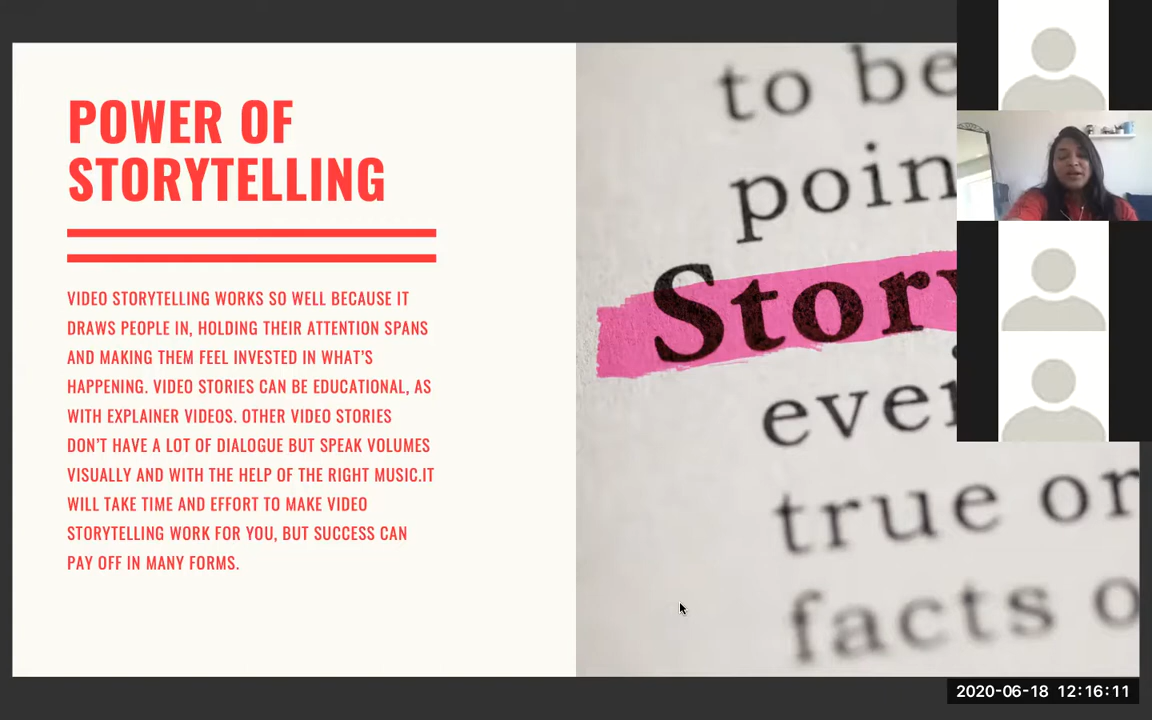 POWER OF
STORYTELLING
VIDEO STORYTELLING WORKS SO WELL BECAUSE IT
DRAWS PEOPLE IN, HOLDING THEIR ATTENTION SPANS
AND MAKING THEM FEEL INVESTED IN WHAT'S
HAPPENING. VIDEO STORIES CAN BE EDUCATIONAL, AS
WITH EXPLAINER VIDEOS. OTHER VIDEO STORIES
DON'T HAVE A LOT OF DIALOGUE BUT SPEAK VOLUMES
VISUALLY AND WITH THE HELP OF THE RIGHT MUSIC.IT
WILL TAKE TIME AND EFFORT TO MAKE VIDEO
STORYTELLING WORK FOR YOU, BUT SUCCESS CAN
PAY OFF IN MANY FORMS.
to be
poin
Story
eve
true or
facts o
2020-06-18 12:16:11